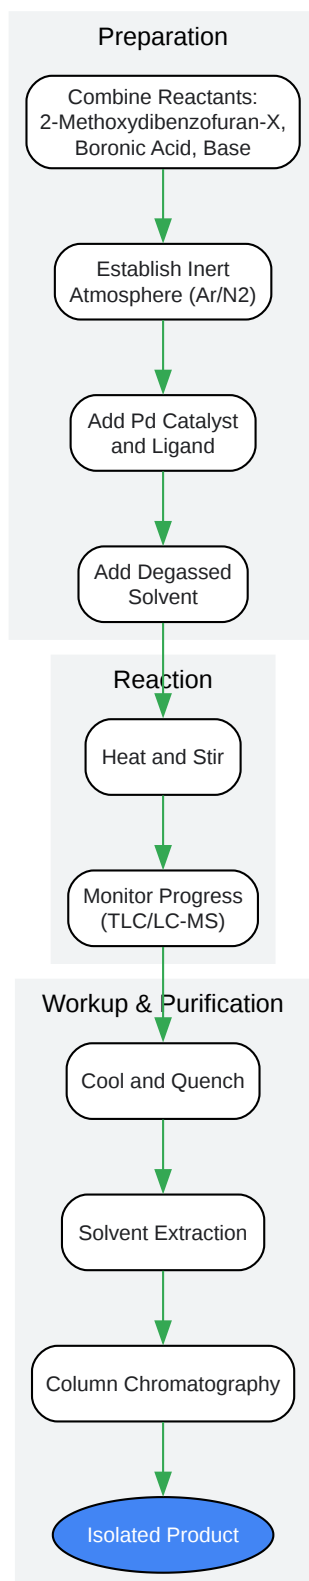 Preparation
Combine Reactants:
2-Methoxydibenzofuran-X,
Boronic Acid, Base
Establish Inert
Atmosphere (Ar/N2)
Add Pd Catalyst
and Ligand
Add Degassed
Solvent
Reaction
Heat and Stir
Monitor Progress
(TLC/LC-MS)
Workup & Purification
Cool and Quench
Solvent Extraction
Column Chromatography
Isolated Product